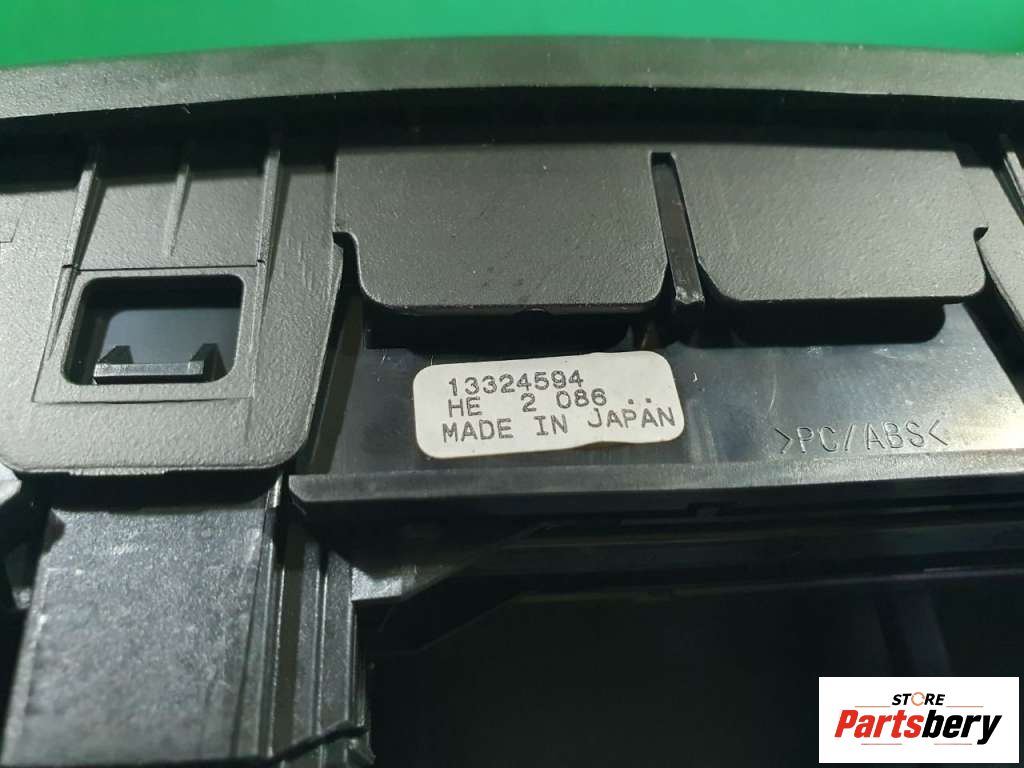 13324594
HE 2 086 ..
MADE IN JAPAN
>PC/ABS<
STORE
Partsbery